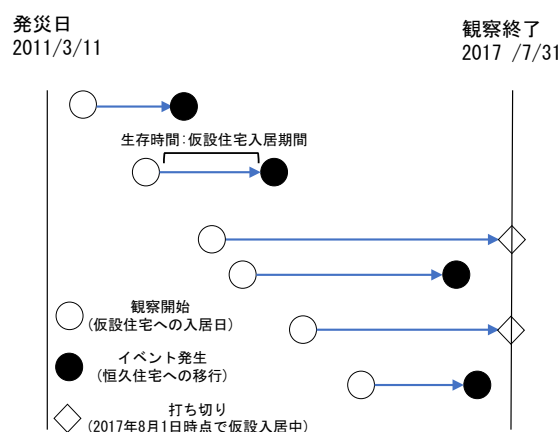 発災日
2011/3/11
観察終了
2017 /7/31
生存時間:仮設住宅入居期間
観察開始
(仮設住宅への入居日)
イベント発生
(恒久住宅への移行)
打ち切り
(2017年8月1日時点で仮設入居中)